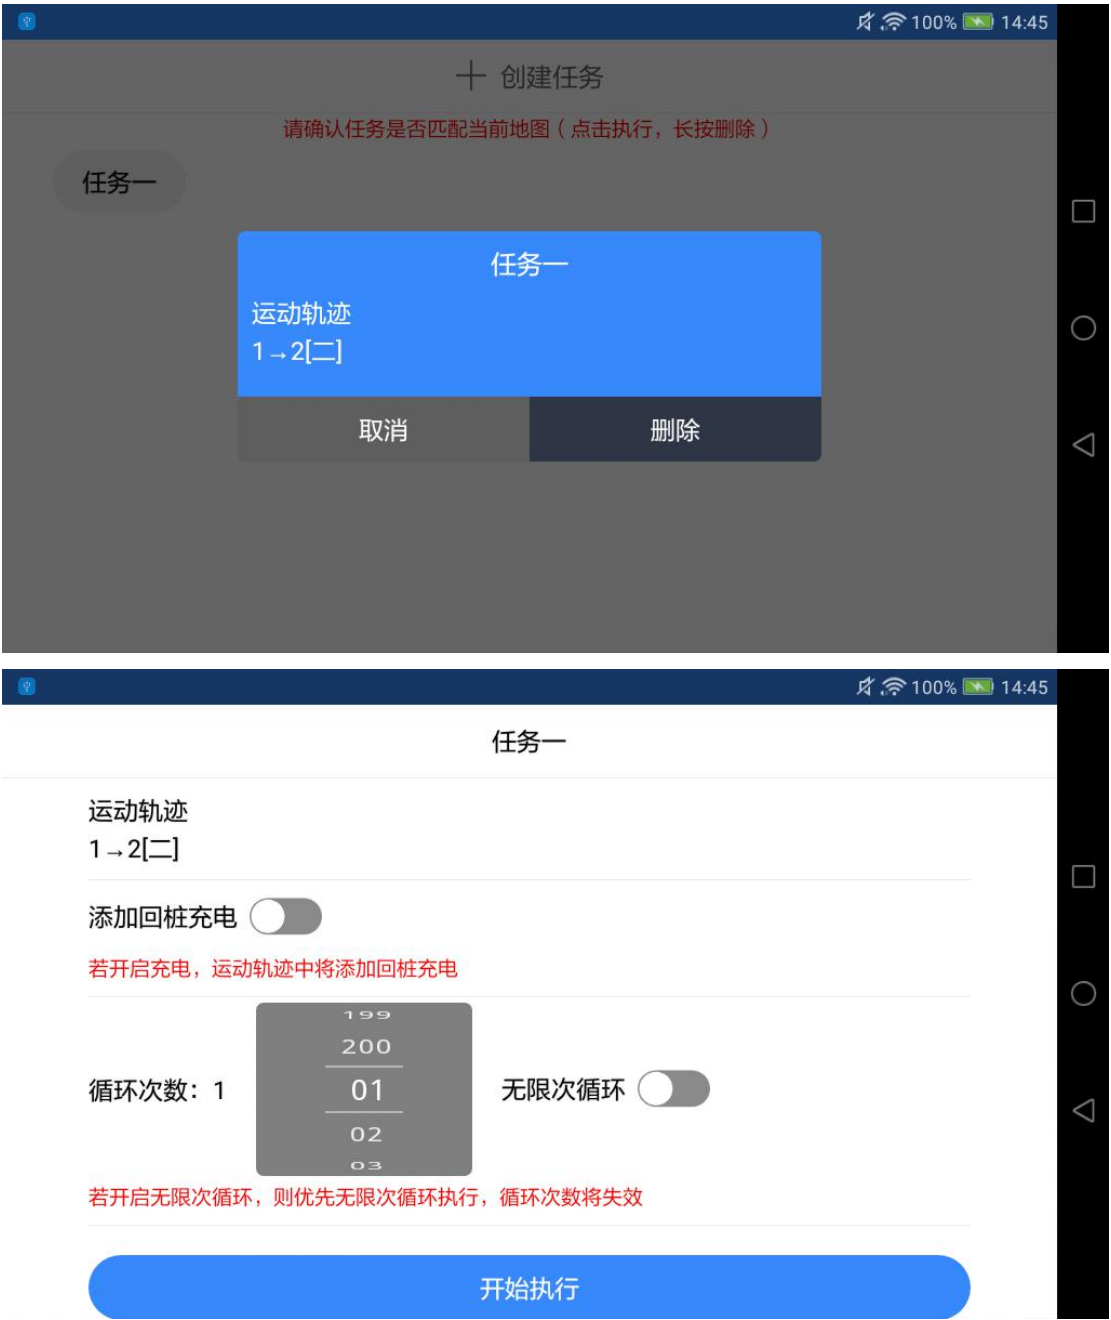 100% 14:45
创建任务
请确认任务是否匹配当前地图（点击执行，长按删除）
任务一
任务一
运动轨迹
1→2[二]
取消 删除
100% 14:45
任务一
运动轨迹
1→2[二]
添加回桩充电
若开启充电，运动轨迹中将添加回桩充电
199
200
循环次数：1 01 无限次循环
02
03
若开启无限次循环，则优先无限次循环执行，循环次数将失效
开始执行